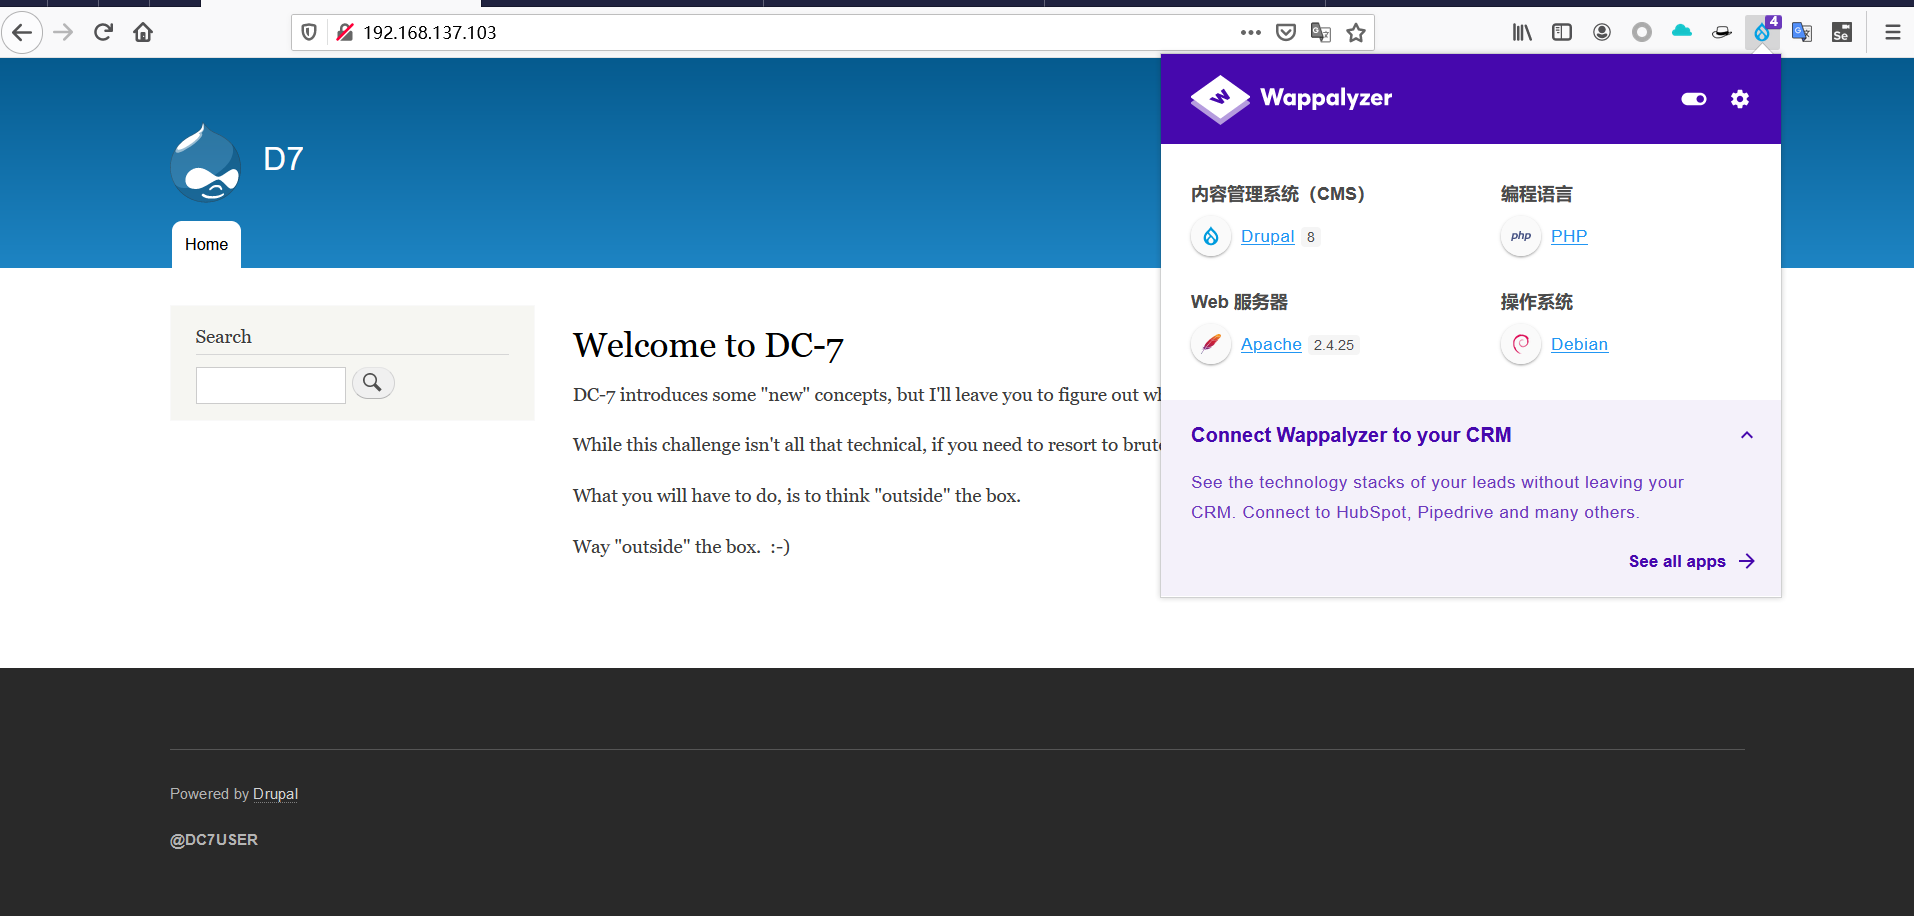 192.168.137.103
4
Se
D7
Home
Search
Welcome to DC-7
DC-7 introduces some "new" concepts, but I'll leave you to figure out
While this challenge isn't all that technical, if you need to resort to
What you will have to do, is to think "outside" the box.
Way "outside" the box.  :-)
W Wappalyzer
内容管理系统（CMS）
Drupal 8
编程语言
php PHP
Web 服务器
Apache 2.4.25
操作系统
Debian
Connect Wappalyzer to your CRM
See the technology stacks of your leads without leaving your
CRM. Connect to HubSpot, Pipedrive and many others.
See all apps
Powered by Drupal
@DC7USER